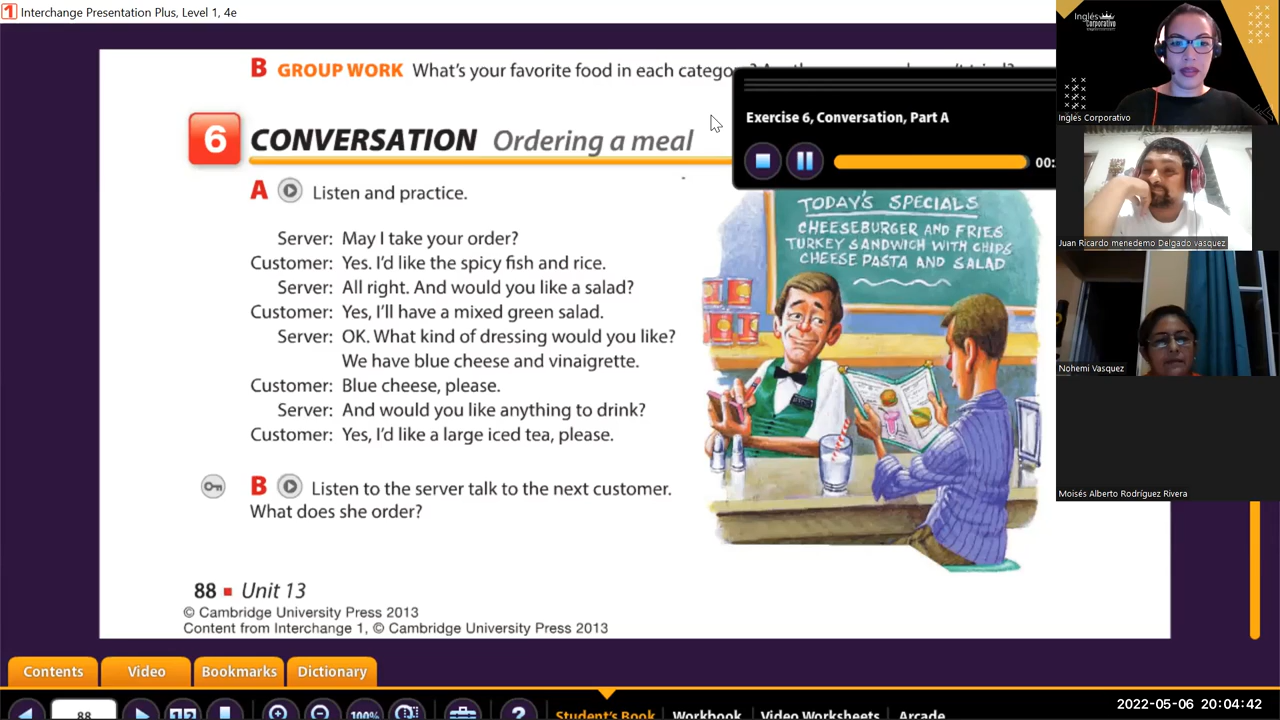 Interchange Presentation Plus, Level 1, 4e
B GROUP WORK What's your favorite food in each
Exercise 6, Conversation, Part A
00:
6 CONVERSATION Ordering a meal
A Listen and practice.
Server: May I take your order?
Customer: Yes. I'd like the spicy fish and rice.
Server: All right. And would you like a salad?
Customer: Yes, I'll have a mixed green salad.
Server: OK. What kind of dressing would you like?
We have blue cheese and vinaigrette.
Customer: Blue cheese, please.
Server: And would you like anything to drink?
Customer: Yes, I'd like a large iced tea, please.
TODAY'S SPECIALS
CHEESEBURGER AND FRIES
TURKEY SANDWICH WITH CHIPS
CHEESE PASTA AND SALAD
B Listen to the server talk to the next customer.
What does she order?
88 Unit 13
© Cambridge University Press 2013
Content from Interchange 1, © Cambridge University Press 2013
Inglés
Corporativo
Inglés Corporativo
Juan Ricardo menedemo Delgado vasquez
Nohemi Vasquez
Moisés Alberto Rodríguez Rivera
Contents Video Bookmarks Dictionary
88
100%
?
Student's Book Workbook Video Worksheets Arcade
2022-05-06 20:04:42